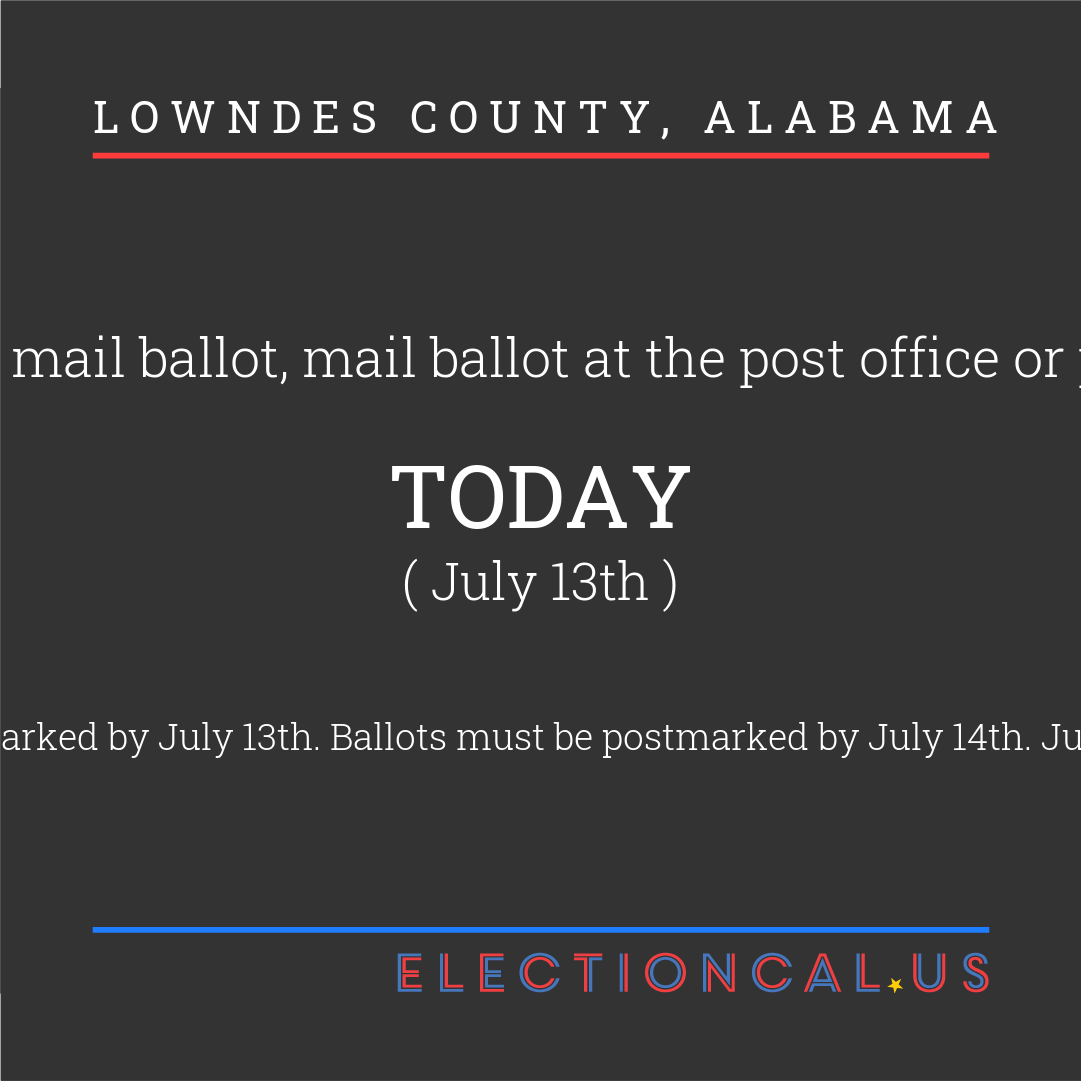 LOWNDES COUNTY, ALABAMA
mail ballot, mail ballot at the post office or
TODAY
( July 13th )
arked by July 13th. Ballots must be postmarked by July 14th. Ju
ELECTIONCAL.US